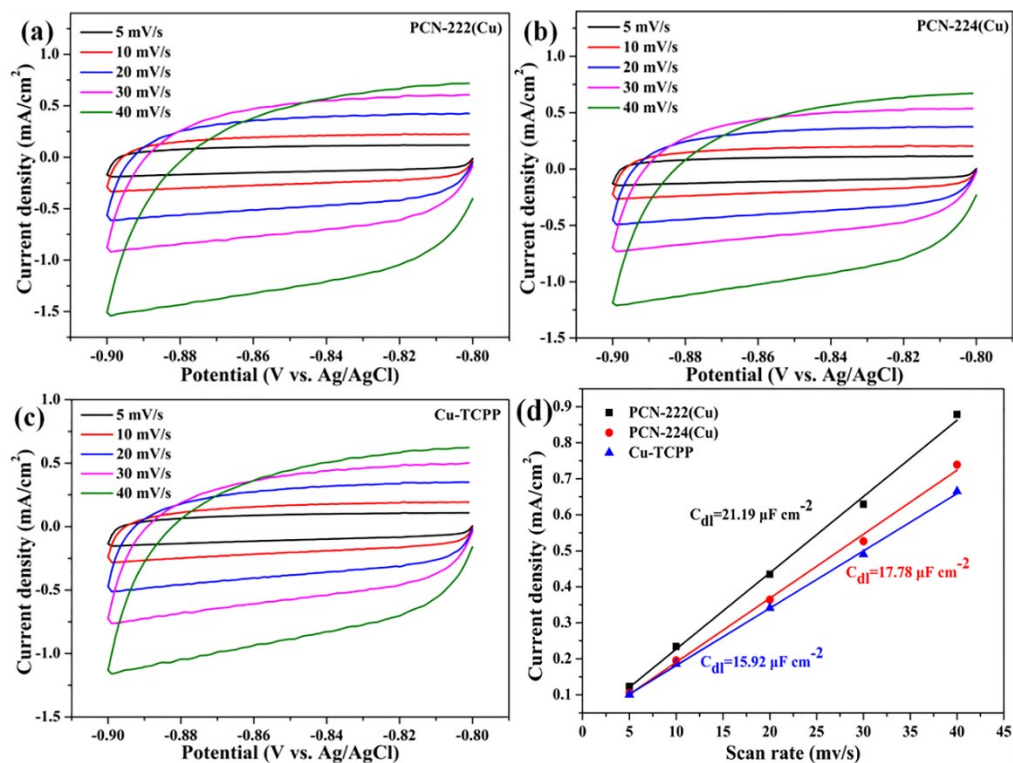 (a)
PCN-222(Cu)
5 mV/s
10 mV/s
20 mV/s
30 mV/s
40 mV/s
1.0
0.5
0.0
-0.5
-1.0
-1.5
Current density (mA/cm²)
-0.90 -0.88 -0.86 -0.84 -0.82 -0.80
Potential (V vs. Ag/AgCl)
(b)
PCN-224(Cu)
5 mV/s
10 mV/s
20 mV/s
30 mV/s
40 mV/s
1.0
0.5
0.0
-0.5
-1.0
-1.5
Current density (mA/cm²)
-0.90 -0.88 -0.86 -0.84 -0.82 -0.80
Potential (V vs. Ag/AgCl)
(c)
Cu-TCPP
5 mV/s
10 mV/s
20 mV/s
30 mV/s
40 mV/s
1.0
0.5
0.0
-0.5
-1.0
-1.5
Current density (mA/cm²)
-0.90 -0.88 -0.86 -0.84 -0.82 -0.80
Potential (V vs. Ag/AgCl)
(d)
PCN-222(Cu)
PCN-224(Cu)
Cu-TCPP
0.9
0.8
0.7
0.6
0.5
0.4
0.3
0.2
0.1
Current density (mA/cm²)
Cdl=21.19 μF cm⁻²
Cdl=17.78 μF cm⁻²
Cdl=15.92 μF cm⁻²
0 5 10 15 20 25 30 35 40 45
Scan rate (mv/s)